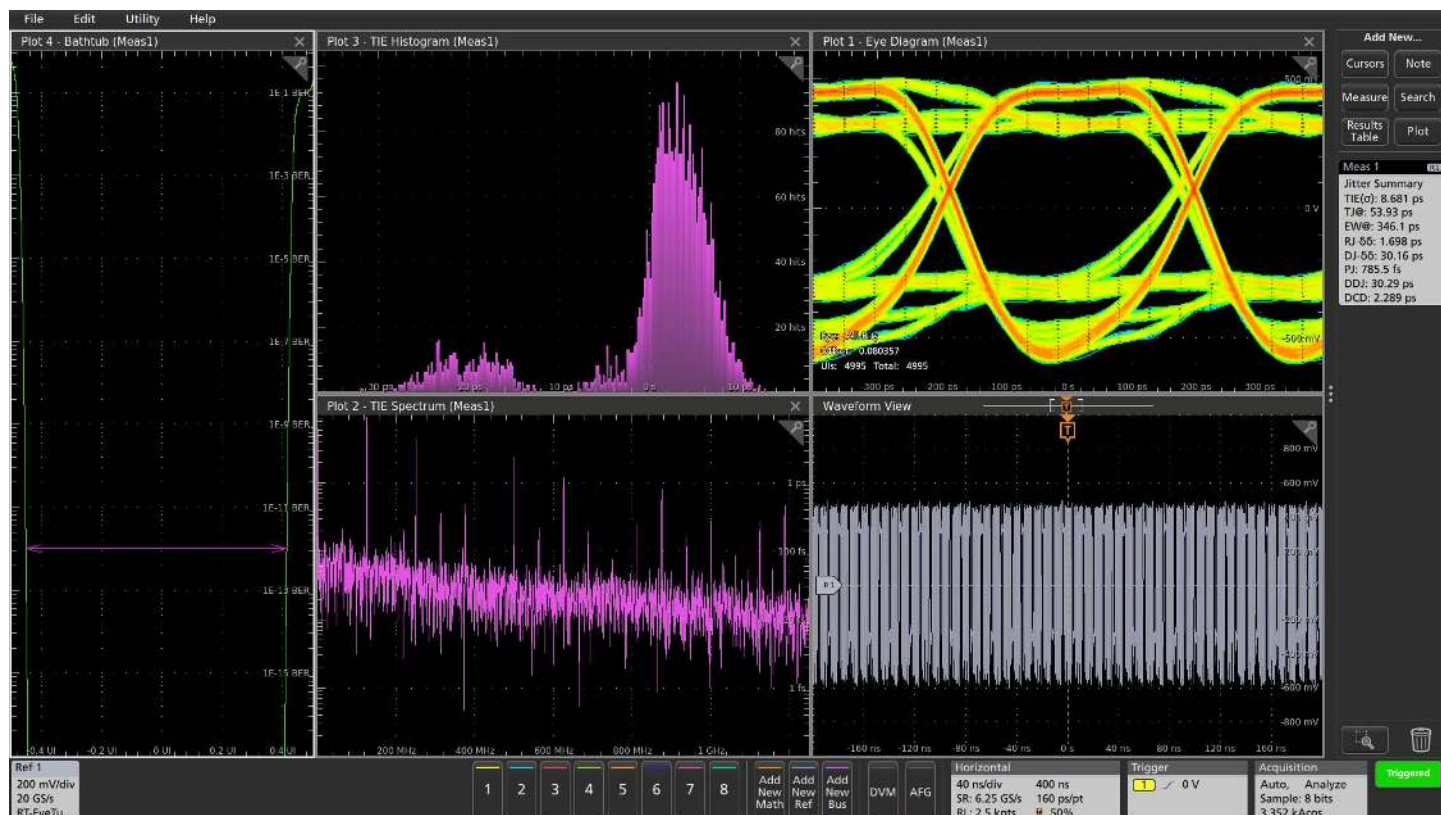 File Edit Utility Help
Plot 4 - Bathtub (Meas1)
1E-1 BER
1E-3 BER
1E-5 BER
1E-7 BER
1E-9 BER
1E-11 BER
1E-13 BER
1E-15 BER
-0.4 UI -0.2 UI 0 UI 0.2 UI 0.4 UI
Plot 3 - TIE Histogram (Meas1)
80 hits
60 hits
40 hits
20 hits
-20 ps -10 ps 0 s 10 ps
Plot 1 - Eye Diagram (Meas1)
500 mV
0 V
-500 mV
Offset: 0.080357
UIs: 4995 Total: 4995
-300 ps -200 ps -100 ps 0 s 100 ps 200 ps 300 ps
Plot 2 - TIE Spectrum (Meas1)
1 ps
100 fs
1 fs
200 MHz 400 MHz 600 MHz 800 MHz 1 GHz
Waveform View
T
T
800 mV
600 mV
-600 mV
-800 mV
-160 ns -120 ns -80 ns -40 ns 0 s 40 ns 80 ns 120 ns 160 ns
Add New...
Cursors Note
Measure Search
Results Table Plot
Meas 1
Jitter Summary
TIE(σ): 8.681 ps
TJ@: 53.93 ps
EW@: 346.1 ps
RJ-δδ: 1.698 ps
DJ-δδ: 30.16 ps
PJ: 785.5 fs
DDJ: 30.29 ps
DCD: 2.289 ps
Ref 1
200 mV/div
20 GS/s
RT-EyeTu
1 2 3 4 5 6 7 8
Add New Math
Add New Ref
Add New Bus
DVM
AFG
Horizontal
40 ns/div 400 ns
SR: 6.25 GS/s 160 ps/pt
RL: 2.5 kpts 50%
Trigger
1 0 V
Acquisition
Auto, Analyze
Sample: 8 bits
3.352 kAcqs
Triggered